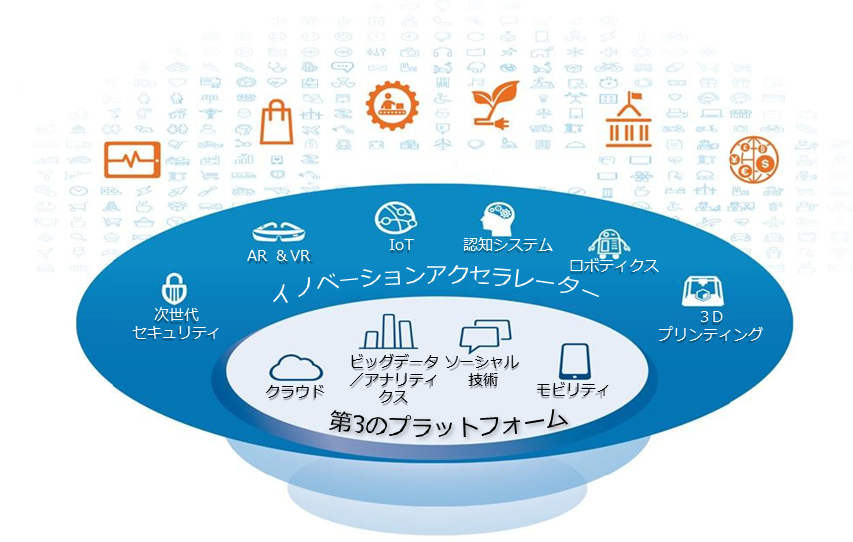 AR ＆VR
IoT
認知システム
ロボティクス
次世代
セキュリティ
３D
プリンティング
イノベーションアクセラレーター
クラウド
ビッグデータ
／アナリティ
クス
ソーシャル
技術
モビリティ
第3のプラットフォーム